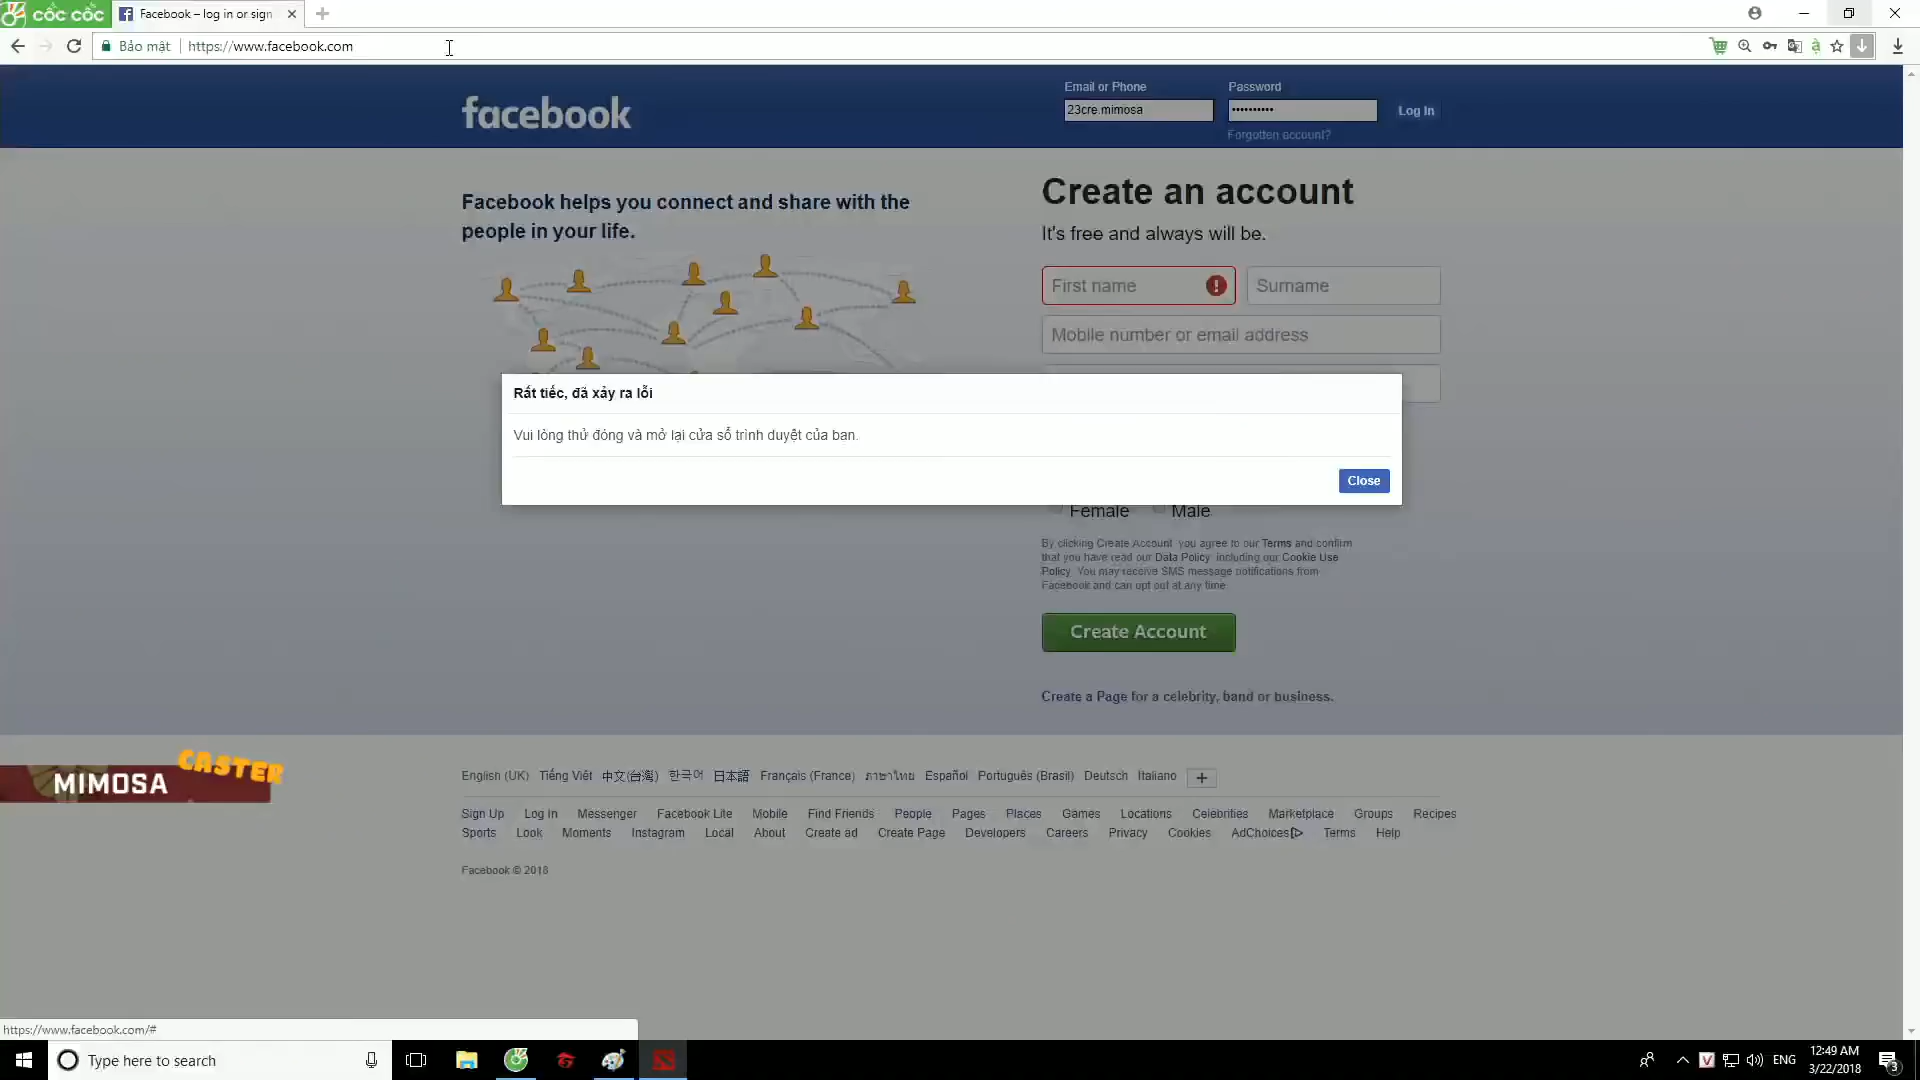 cốc cốc
Facebook – log in or sign
Bảo mật
https://www.facebook.com
facebook
Email or Phone
Password
23cre.mimosa
••••••••••
Log In
Forgotten account?
Facebook helps you connect and share with the
people in your life.
Create an account
It's free and always will be.
First name
Surname
Mobile number or email address
Rất tiếc, đã xảy ra lỗi
Vui lòng thử đóng và mở lại cửa sổ trình duyệt của bạn.
Close
Female
Male
By clicking Create Account, you agree to our Terms and confirm
that you have read our Data Policy, including our Cookie Use
Policy. You may receive SMS message notifications from
Facebook and can opt out at any time.
Create Account
Create a Page for a celebrity, band or business.
MIMOSA CASTER
English (UK) Tiếng Việt 中文(台灣) 한국어 日本語 Français (France) ภาษาไทย Español Português (Brasil) Deutsch Italiano +
Sign Up Log In Messenger Facebook Lite Mobile Find Friends People Pages Places Games Locations Celebrities Marketplace Groups Recipes
Sports Look Moments Instagram Local About Create ad Create Page Developers Careers Privacy Cookies AdChoices Terms Help
Facebook © 2018
https://www.facebook.com/#
Type here to search
ENG
12:49 AM
3/22/2018
3